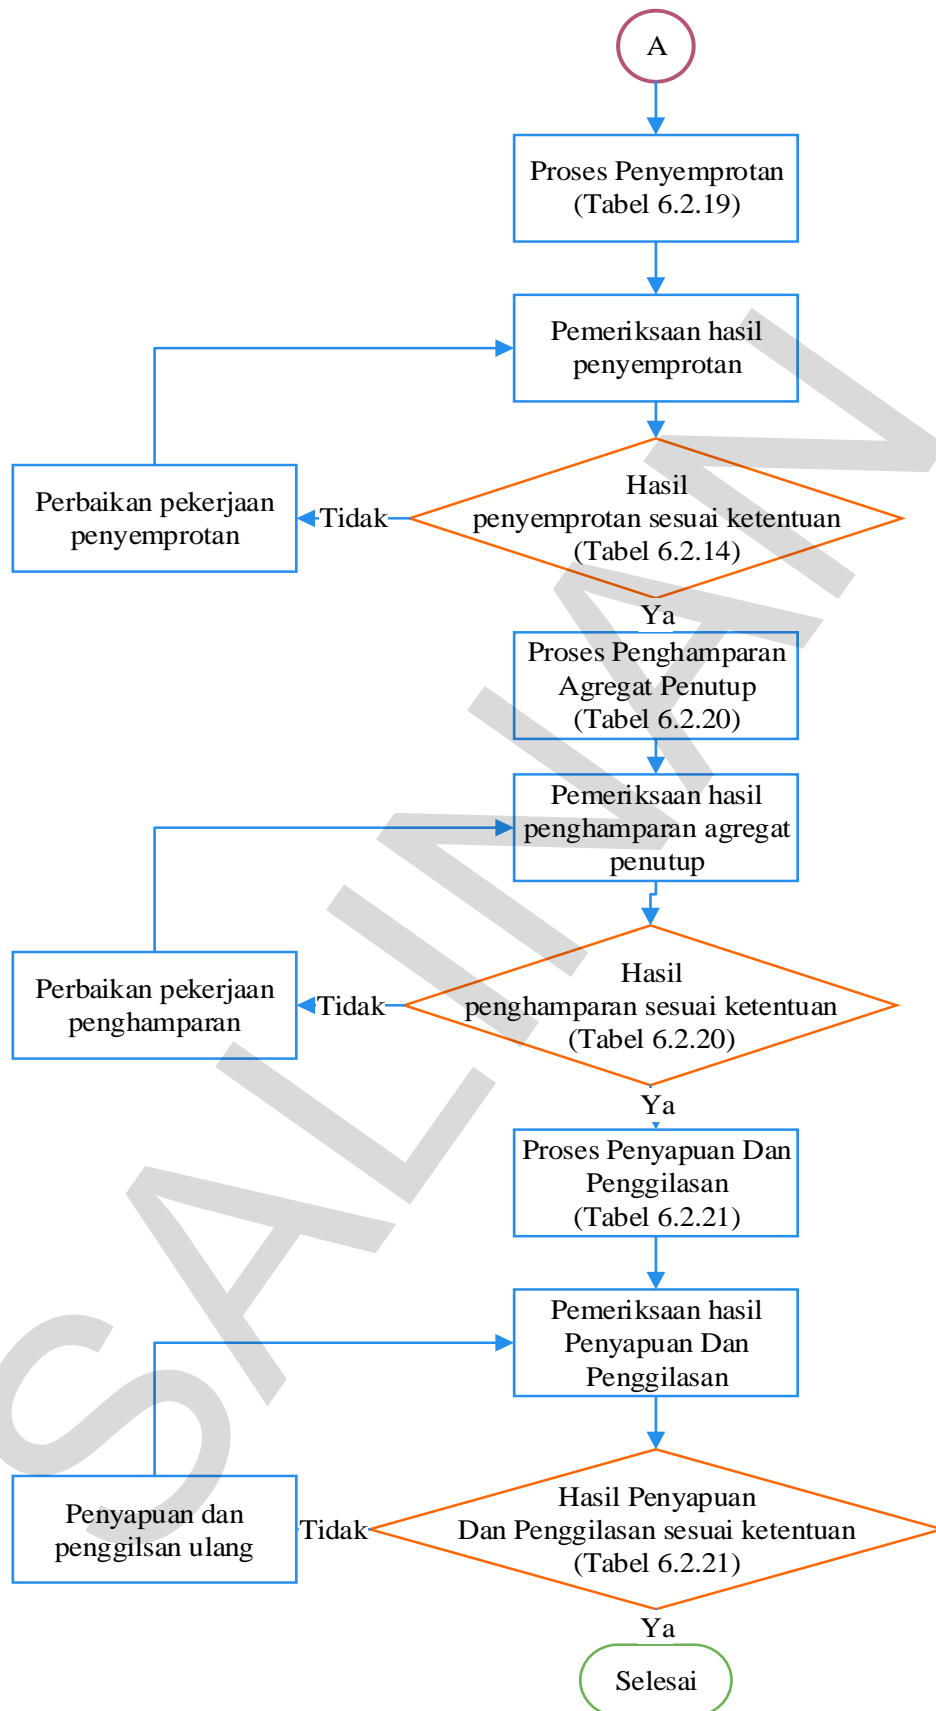 A
Proses Penyemprotan
(Tabel 6.2.19)
Pemeriksaan hasil
penyemprotan
Hasil
penyemprotan sesuai ketentuan
(Tabel 6.2.14)
Tidak
Perbaikan pekerjaan
penyemprotan
Ya
Proses Penghamparan
Agregat Penutup
(Tabel 6.2.20)
Pemeriksaan hasil
penghamparan agregat
penutup
Hasil
penghamparan sesuai ketentuan
(Tabel 6.2.20)
Tidak
Perbaikan pekerjaan
penghamparan
Ya
Proses Penyapuan Dan
Penggilasan
(Tabel 6.2.21)
Pemeriksaan hasil
Penyapuan Dan
Penggilasan
Hasil Penyapuan
Dan Penggilasan sesuai ketentuan
(Tabel 6.2.21)
Tidak
Penyapuan dan
penggilsan ulang
Ya
Selesai
SALINAN